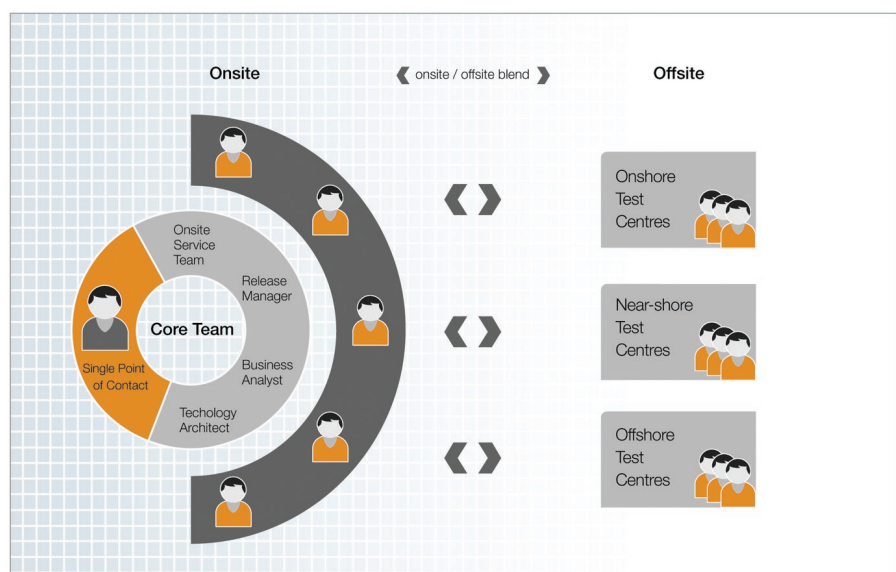 Onsite
onsite / offsite blend
Offsite
Onsite
Service
Team
Release
Manager
Core Team
Single Point
of Contact
Business
Analyst
Techology
Architect
Onshore
Test
Centres
Near-shore
Test
Centres
Offshore
Test
Centres